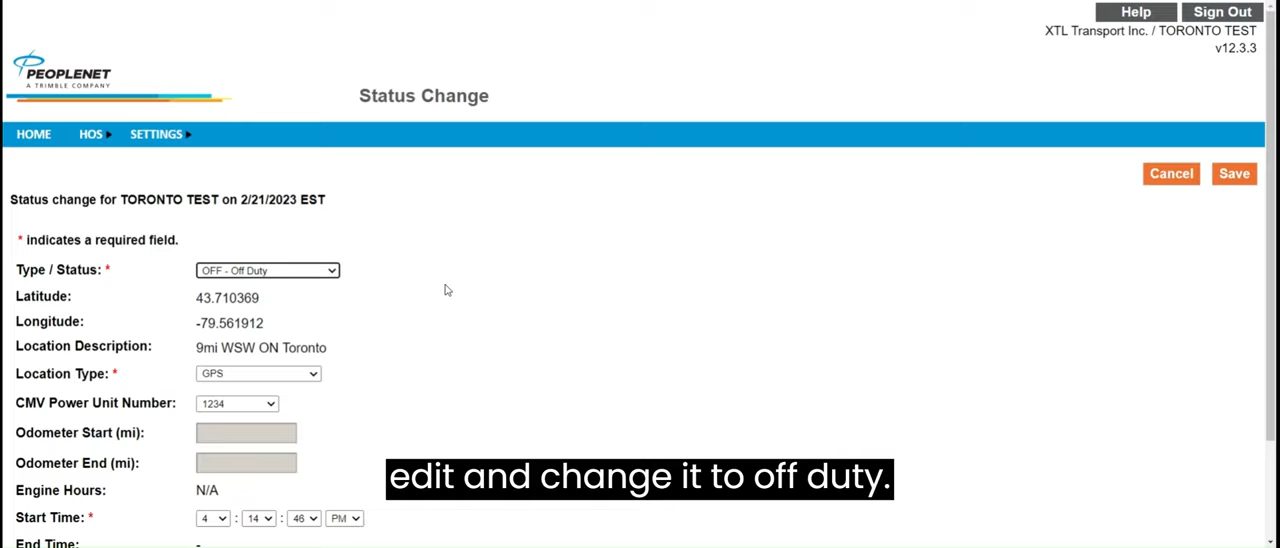 Help Sign Out
XTL Transport Inc. / TORONTO TEST
v12.3.3
PEOPLENET
A TRIMBLE COMPANY
Status Change
HOME HOS SETTINGS
Cancel Save
Status change for TORONTO TEST on 2/21/2023 EST
* indicates a required field.
Type / Status: * OFF - Off Duty
Latitude: 43.710369
Longitude: -79.561912
Location Description: 9mi WSW ON Toronto
Location Type: * GPS
CMV Power Unit Number: 1234
Odometer Start (mi):
Odometer End (mi):
edit and change it to off duty.
Engine Hours: N/A
Start Time: * 4 : 14 : 46 PM
End Time: -